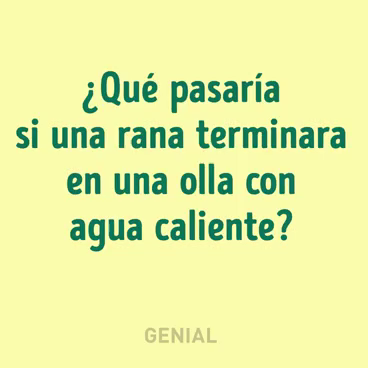 ¿Qué pasaría
si una rana terminara
en una olla con
agua caliente?
GENIAL